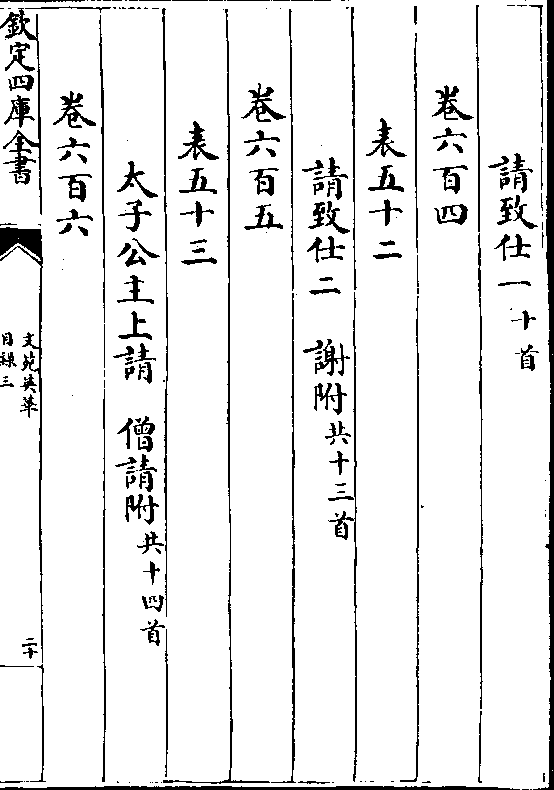 請致仕一十首
卷六百四
表五十二
請致仕二　謝附共十三首
卷六百五
表五十三
太子公主上請　僧請附共十四首
卷六百六
欽定四庫全書
文苑英華
目録三
二十